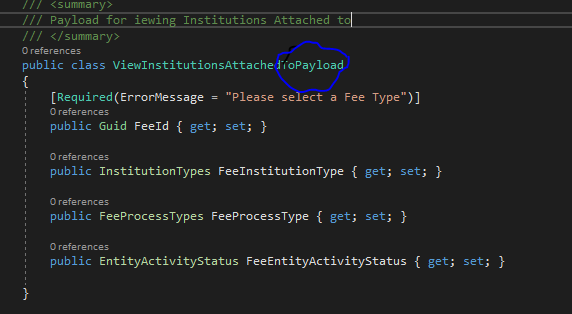 /// <summary>
/// Payload for iewing Institutions Attached to
/// </summary>
0 references
public class ViewInstitutionsAttachedToPayload
{
[Required(ErrorMessage = "Please select a Fee Type")]
0 references
public Guid FeeId { get; set; }
0 references
public InstitutionTypes FeeInstitutionType { get; set; }
0 references
public FeeProcessTypes FeeProcessType { get; set; }
0 references
public EntityActivityStatus FeeEntityActivityStatus { get; set; }
}